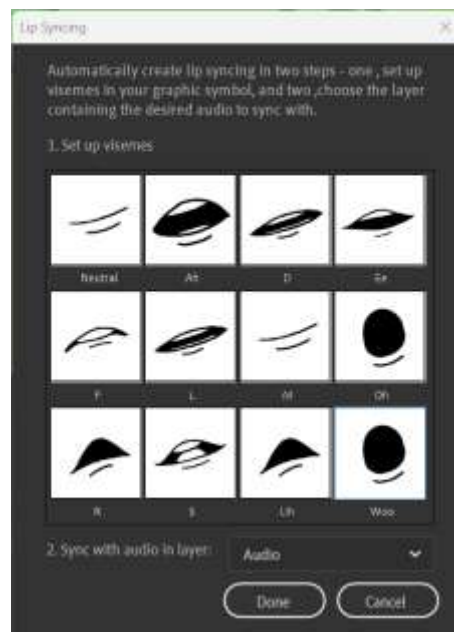 Lip Syncing
Automatically create lip syncing in two steps - one , set up
visemes in your graphic symbol, and two ,choose the layer
containing the desired audio to sync with.
1. Set up visemes
Neutral Ah D Ee
F L M Oh
R S Uh Woo
2. Sync with audio in layer: Audio
Done Cancel